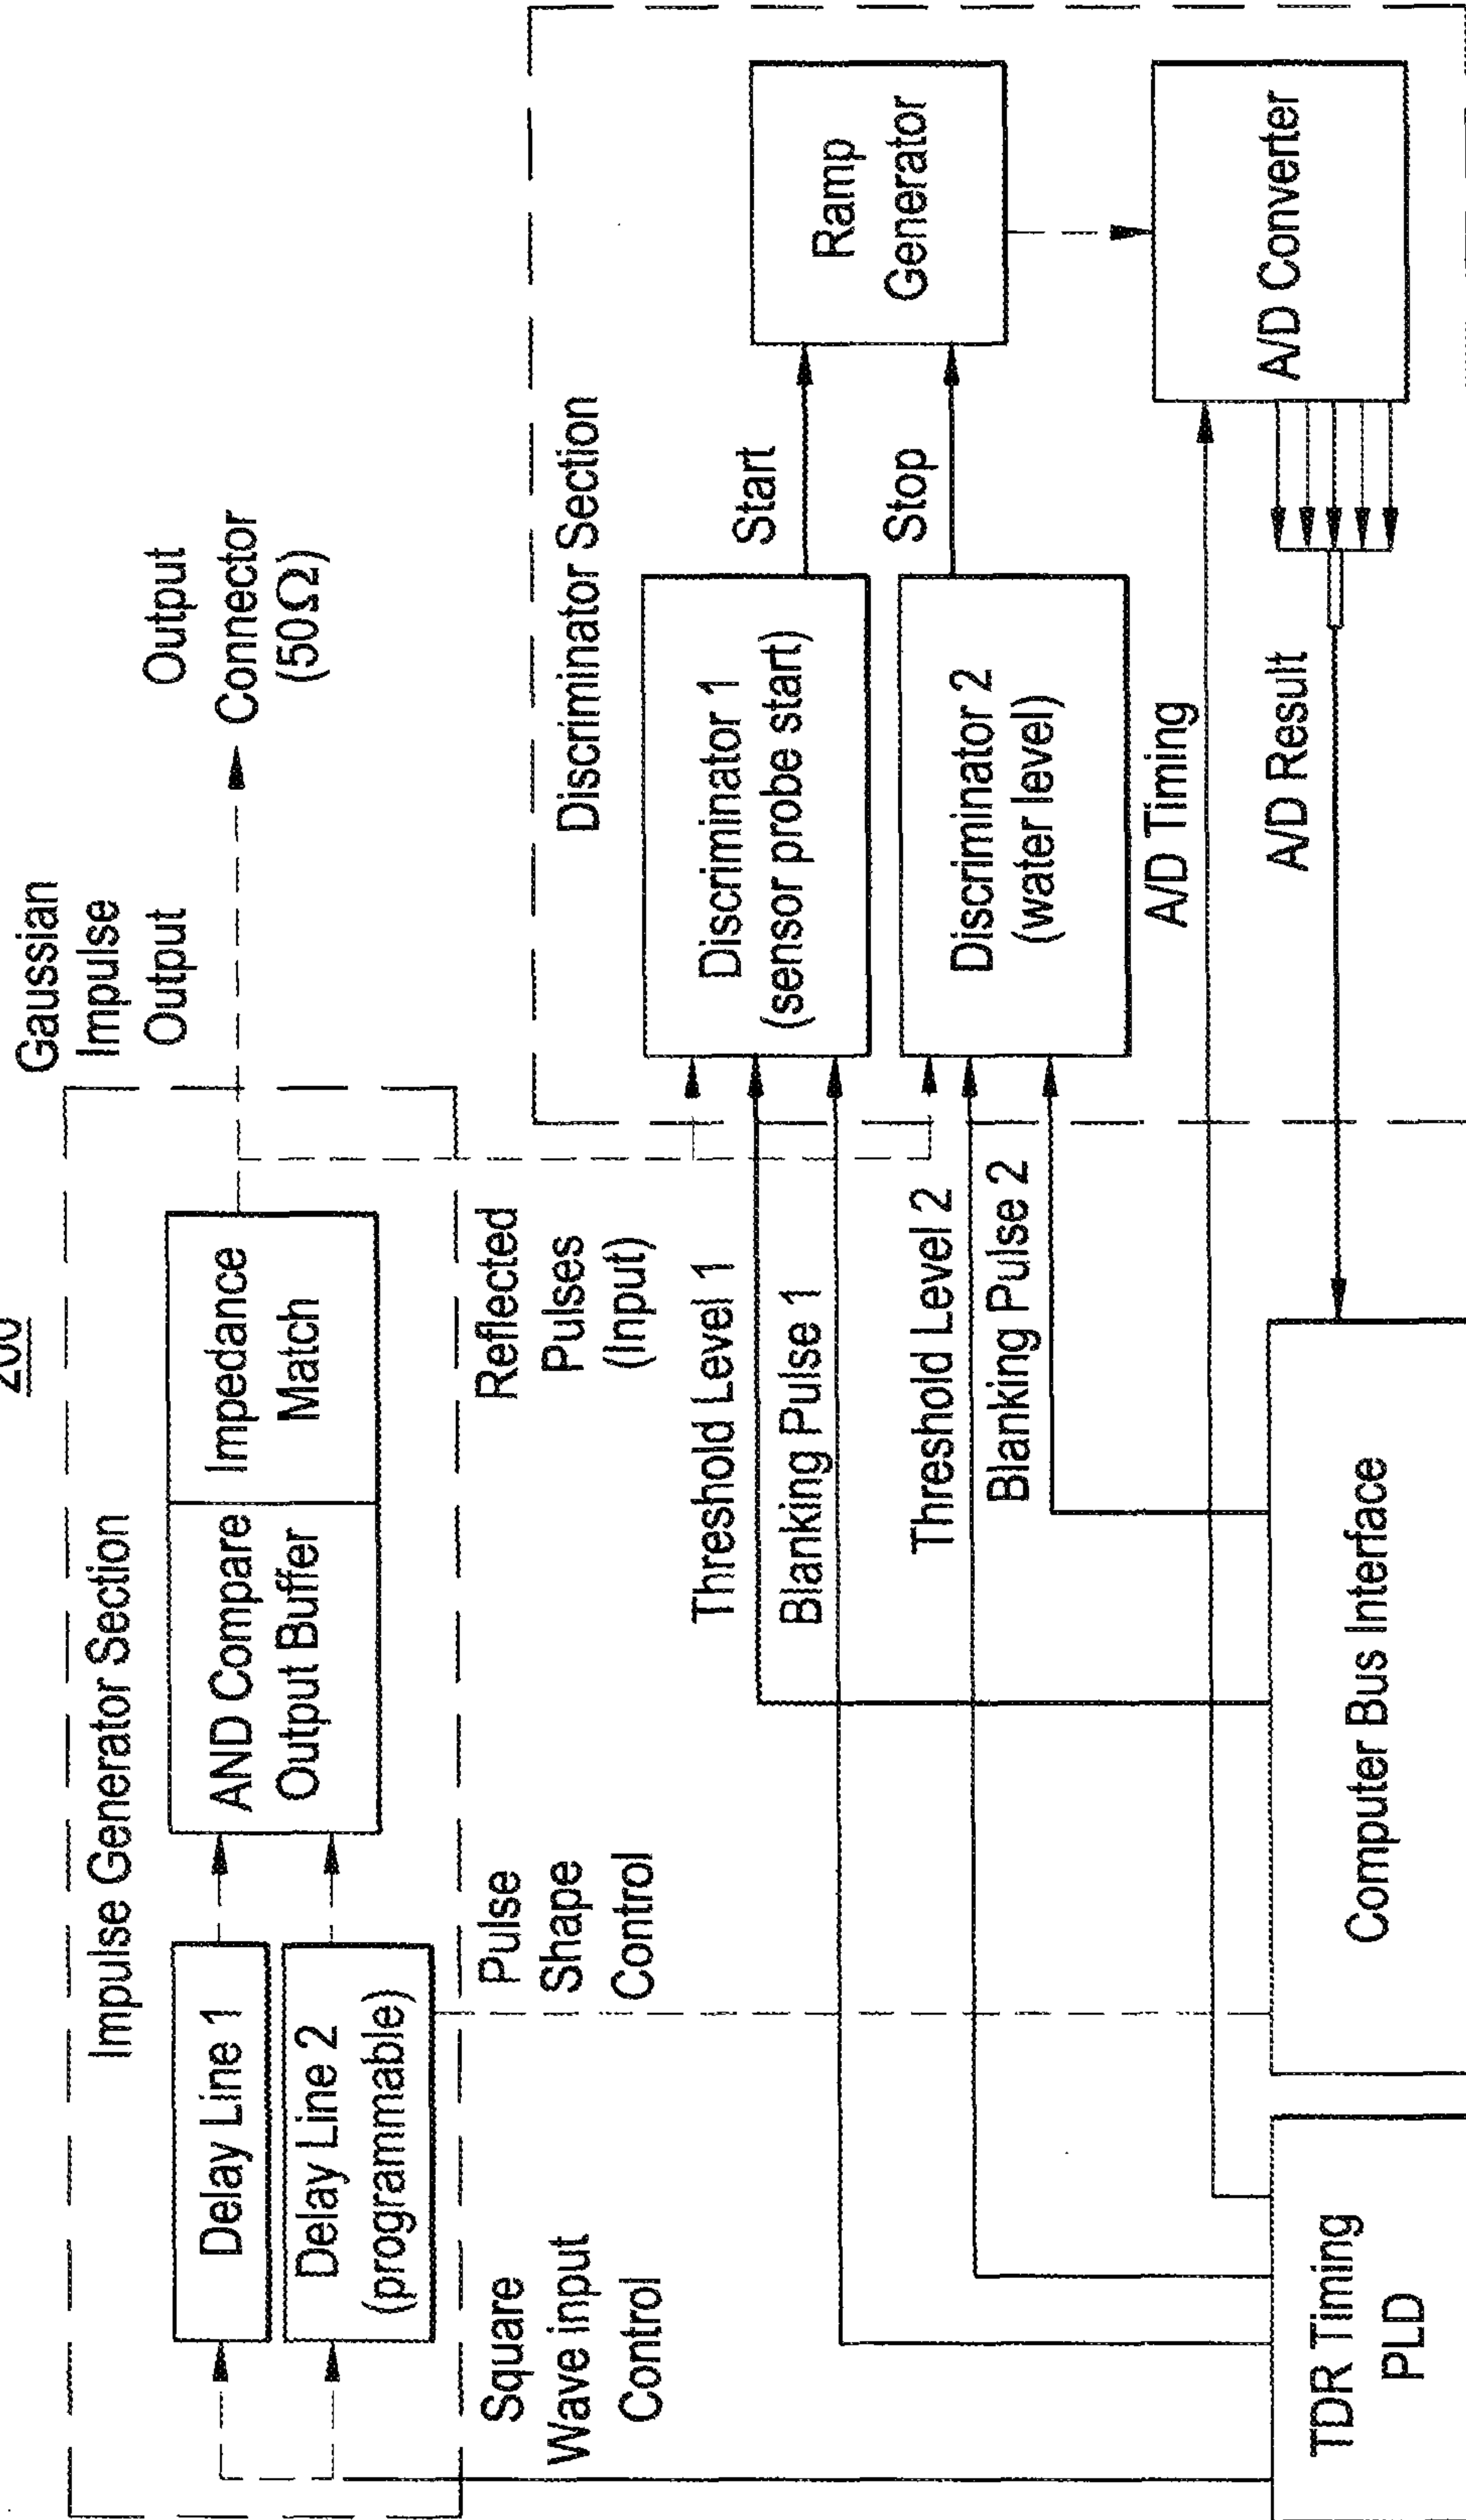 Impulse Generator Section
Delay Line 1
Delay Line 2
(programmable)
AND Compare
Output Buffer
Impedance
Match
Gaussian
Impulse
Output
Output
Connector
(50Ω)
Square
Wave input
Control
Pulse
Shape
Control
Reflected
Pulses
(Input)
Discriminator Section
Threshold Level 1
Blanking Pulse 1
Discriminator 1
(sensor probe start)
Start
Ramp
Generator
Threshold Level 2
Blanking Pulse 2
Discriminator 2
(water level)
Stop
A/D Timing
A/D Result
A/D Converter
TDR Timing
PLD
Computer Bus Interface